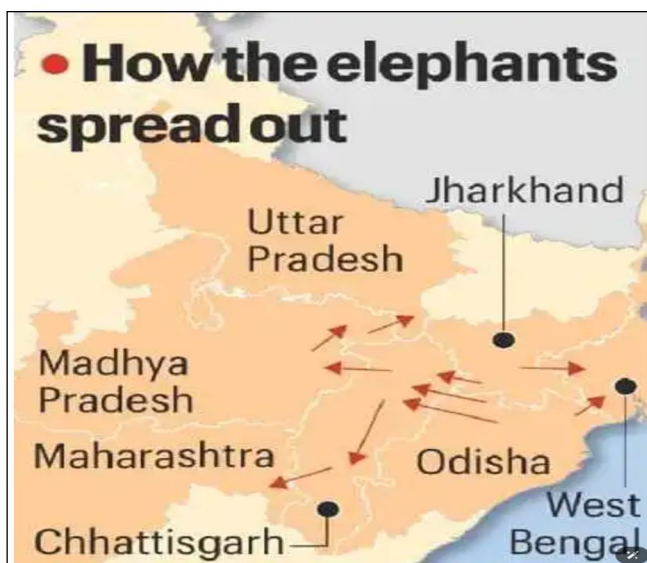 • How the elephants
spread out
Jharkhand
Uttar
Pradesh
Madhya
Pradesh
Maharashtra
Odisha
West
Bengal
Chhattisgarh